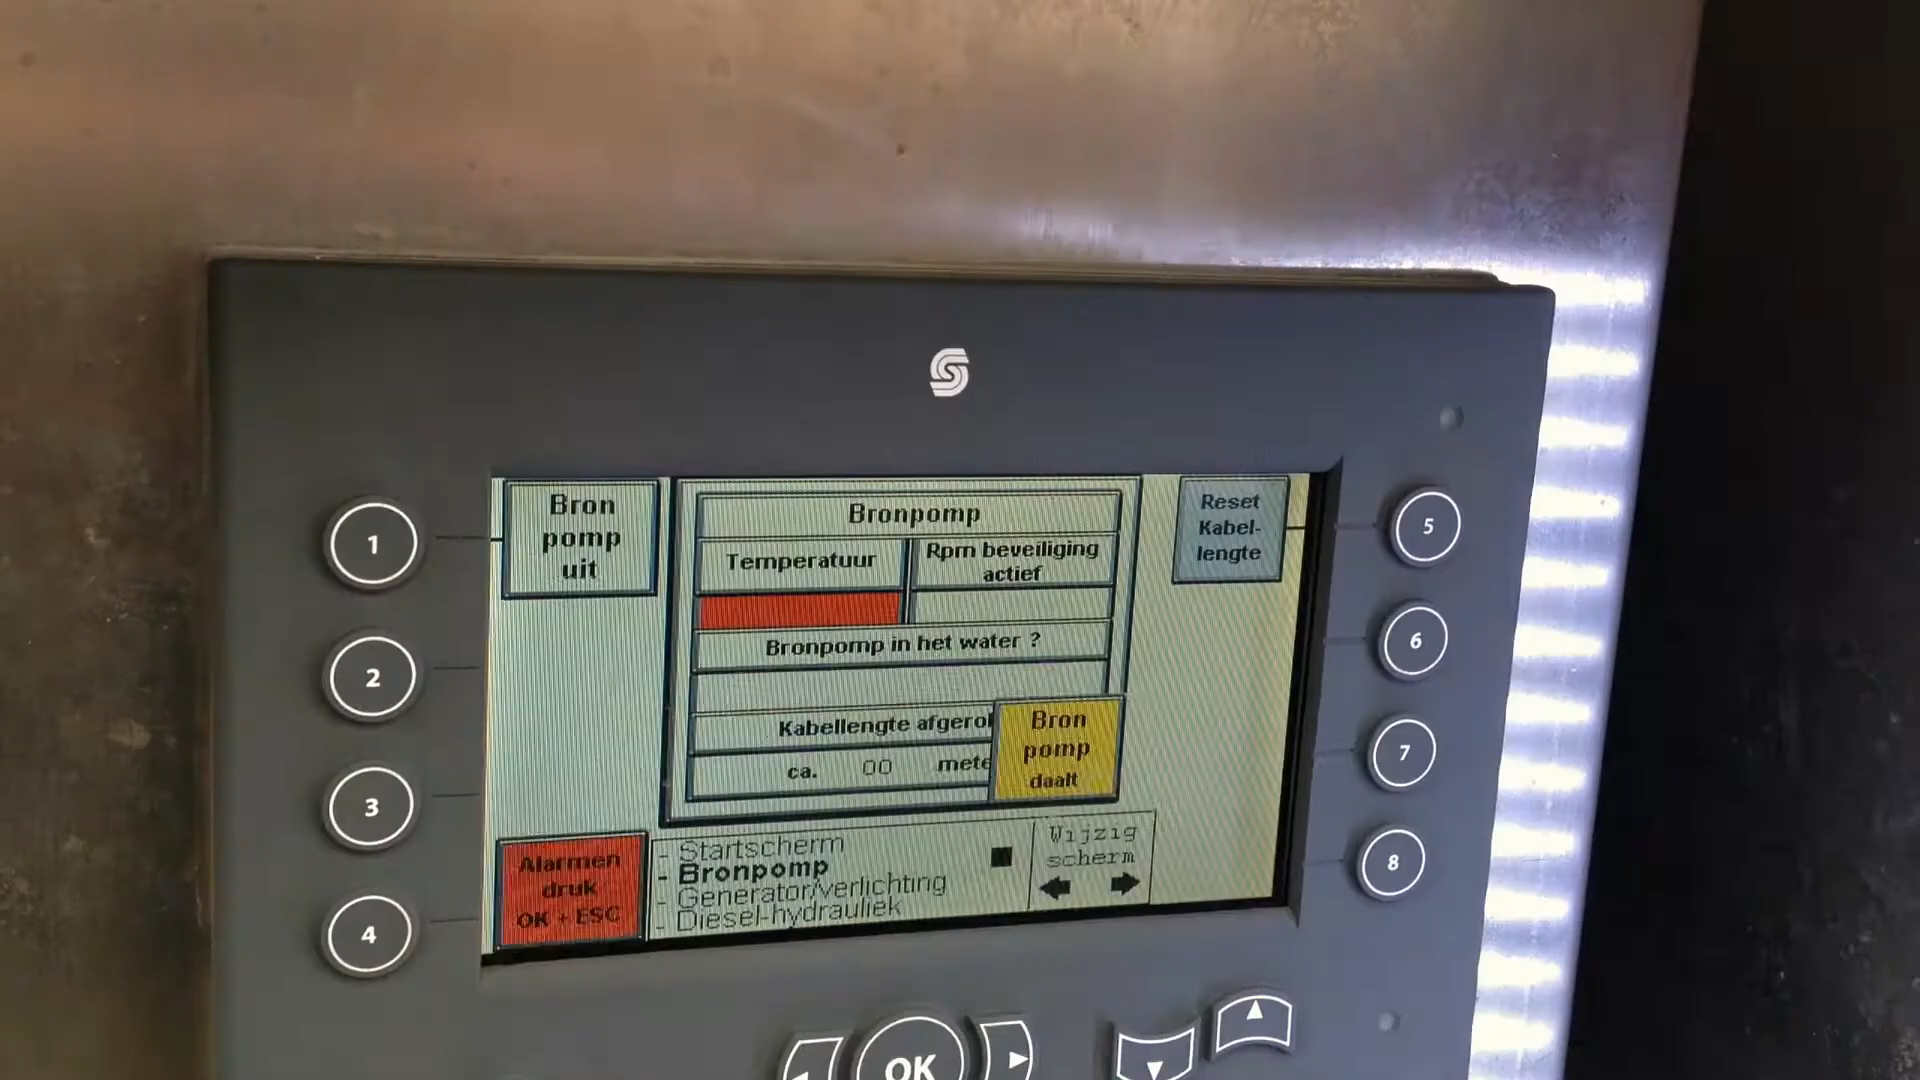 Bron
pomp
uit
Bronpomp
Temperatuur
Rpm beveiliging
actief
Bronpomp in het water ?
Kabellengte afgerol
ca. 00 mete
Bron
pomp
daalt
Reset
Kabel-
lengte
Alarmen
druk
OK + ESC
- Startscherm
- Bronpomp
- Generator/verlichting
- Diesel-hydrauliek
Wijzig
scherm
1
2
3
4
5
6
7
8
OK